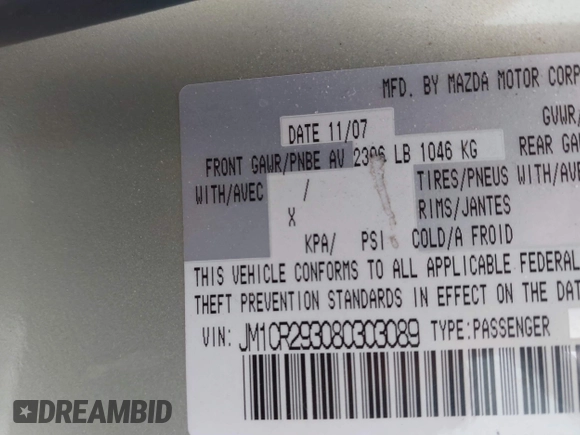 MFD. BY MAZDA MOTOR CORP
DATE 11/07
GVWR/
FRONT GAWR/PNBE AV 2306 LB 1046 KG
REAR GAW
WITH/AVEC /
TIRES/PNEUS WITH/AVE
X
RIMS/JANTES
KPA/ PSI COLD/A FROID
THIS VEHICLE CONFORMS TO ALL APPLICABLE FEDERAL
THEFT PREVENTION STANDARDS IN EFFECT ON THE DAT
VIN: JM1CR293080303089 TYPE:PASSENGER
DREAMBID